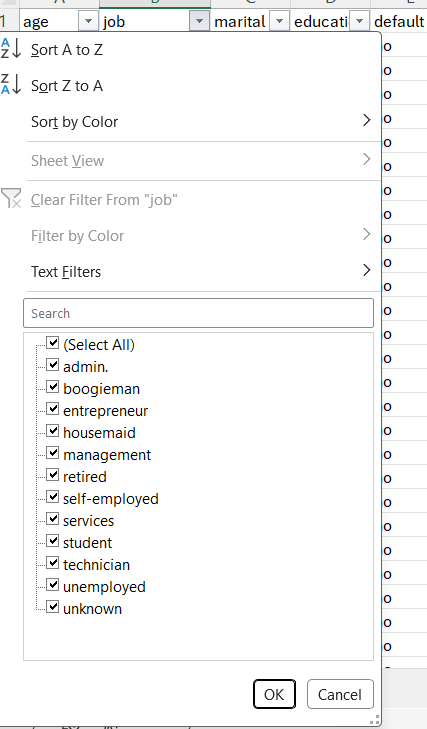 1 age job marital educati default
Sort A to Z
Sort Z to A
Sort by Color
Sheet View
Clear Filter From "job"
Filter by Color
Text Filters
Search
(Select All)
admin.
boogieman
entrepreneur
housemaid
management
retired
self-employed
services
student
technician
unemployed
unknown
OK Cancel